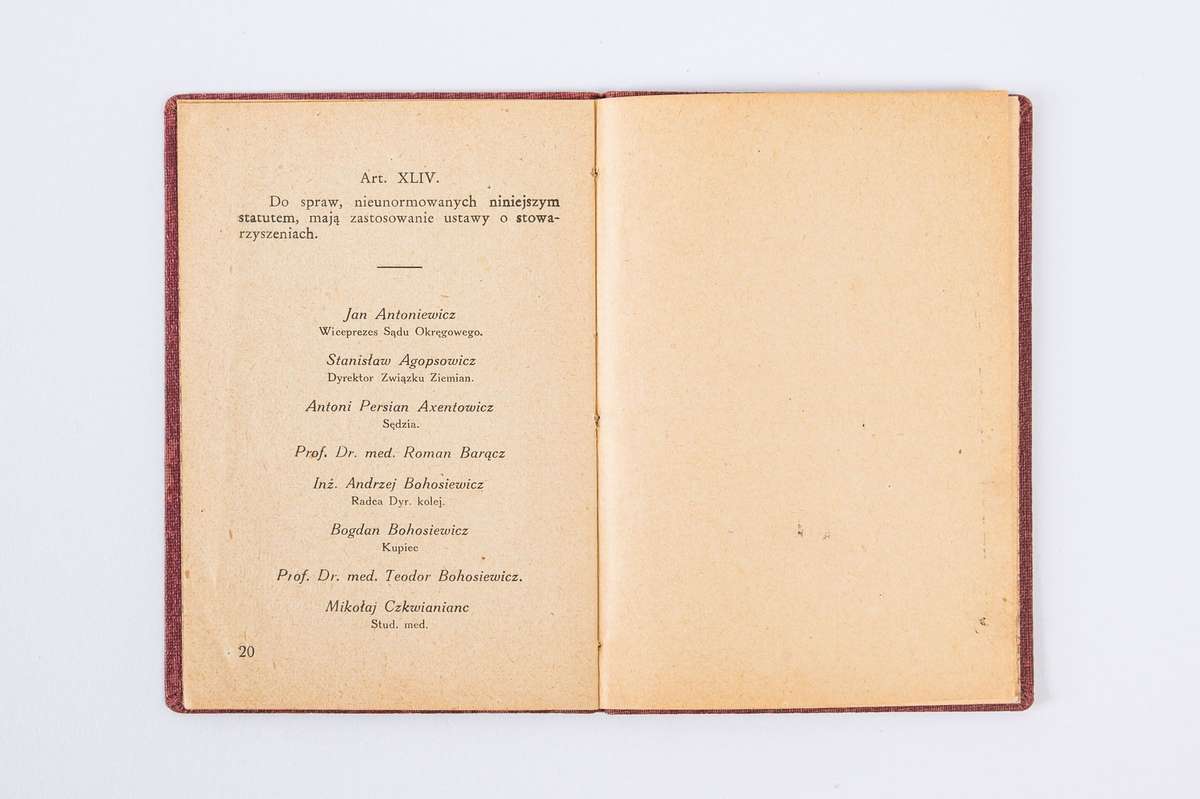 Art. XLIV.
Do spraw, nieunormowanych niniejszym
statutem, mają zastosowanie ustawy o stowa-
rzyszeniach.
Jan Antoniewicz
Wiceprezes Sądu Okręgowego.
Stanisław Agopsowicz
Dyrektor Związku Ziemian.
Antoni Persian Axentowicz
Sędzia.
Prof. Dr. med. Roman Barącz
Inż. Andrzej Bohosiewicz
Radca Dyr. kolej.
Bogdan Bohosiewicz
Kupiec
Prof. Dr. med. Teodor Bohosiewicz.
Mikołaj Czkwianianc
Stud. med.
20